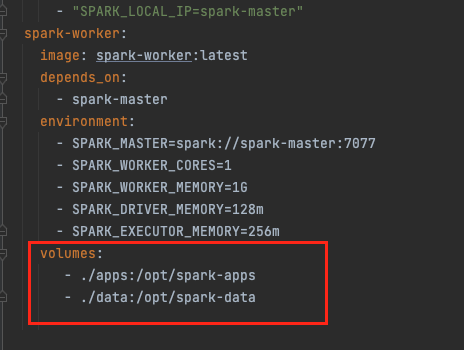 - "SPARK_LOCAL_IP=spark-master"
spark-worker:
image: spark-worker:latest
depends_on:
- spark-master
environment:
- SPARK_MASTER=spark://spark-master:7077
- SPARK_WORKER_CORES=1
- SPARK_WORKER_MEMORY=1G
- SPARK_DRIVER_MEMORY=128m
- SPARK_EXECUTOR_MEMORY=256m
volumes:
- ./apps:/opt/spark-apps
- ./data:/opt/spark-data